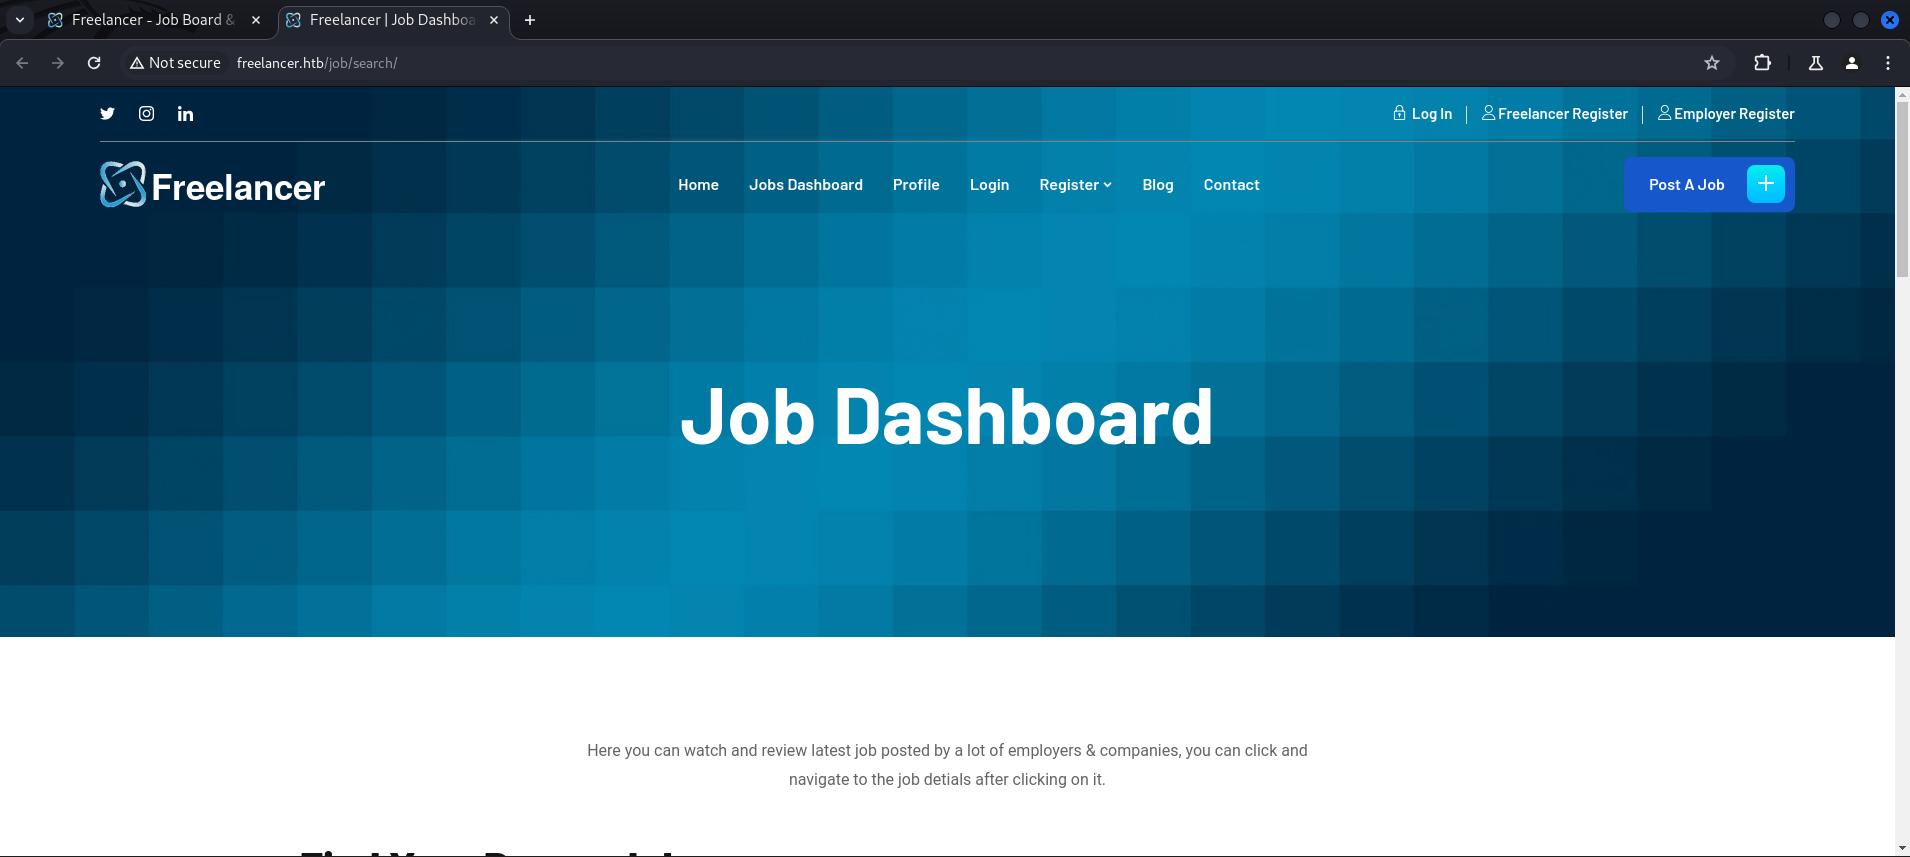 Freelancer - Job Board &
Freelancer | Job Dashboa
Not secure
freelancer.htb/job/search/
Log In
Freelancer Register
Employer Register
Freelancer
Home
Jobs Dashboard
Profile
Login
Register
Blog
Contact
Post A Job
Job Dashboard
Here you can watch and review latest job posted by a lot of employers & companies, you can click and
navigate to the job detials after clicking on it.